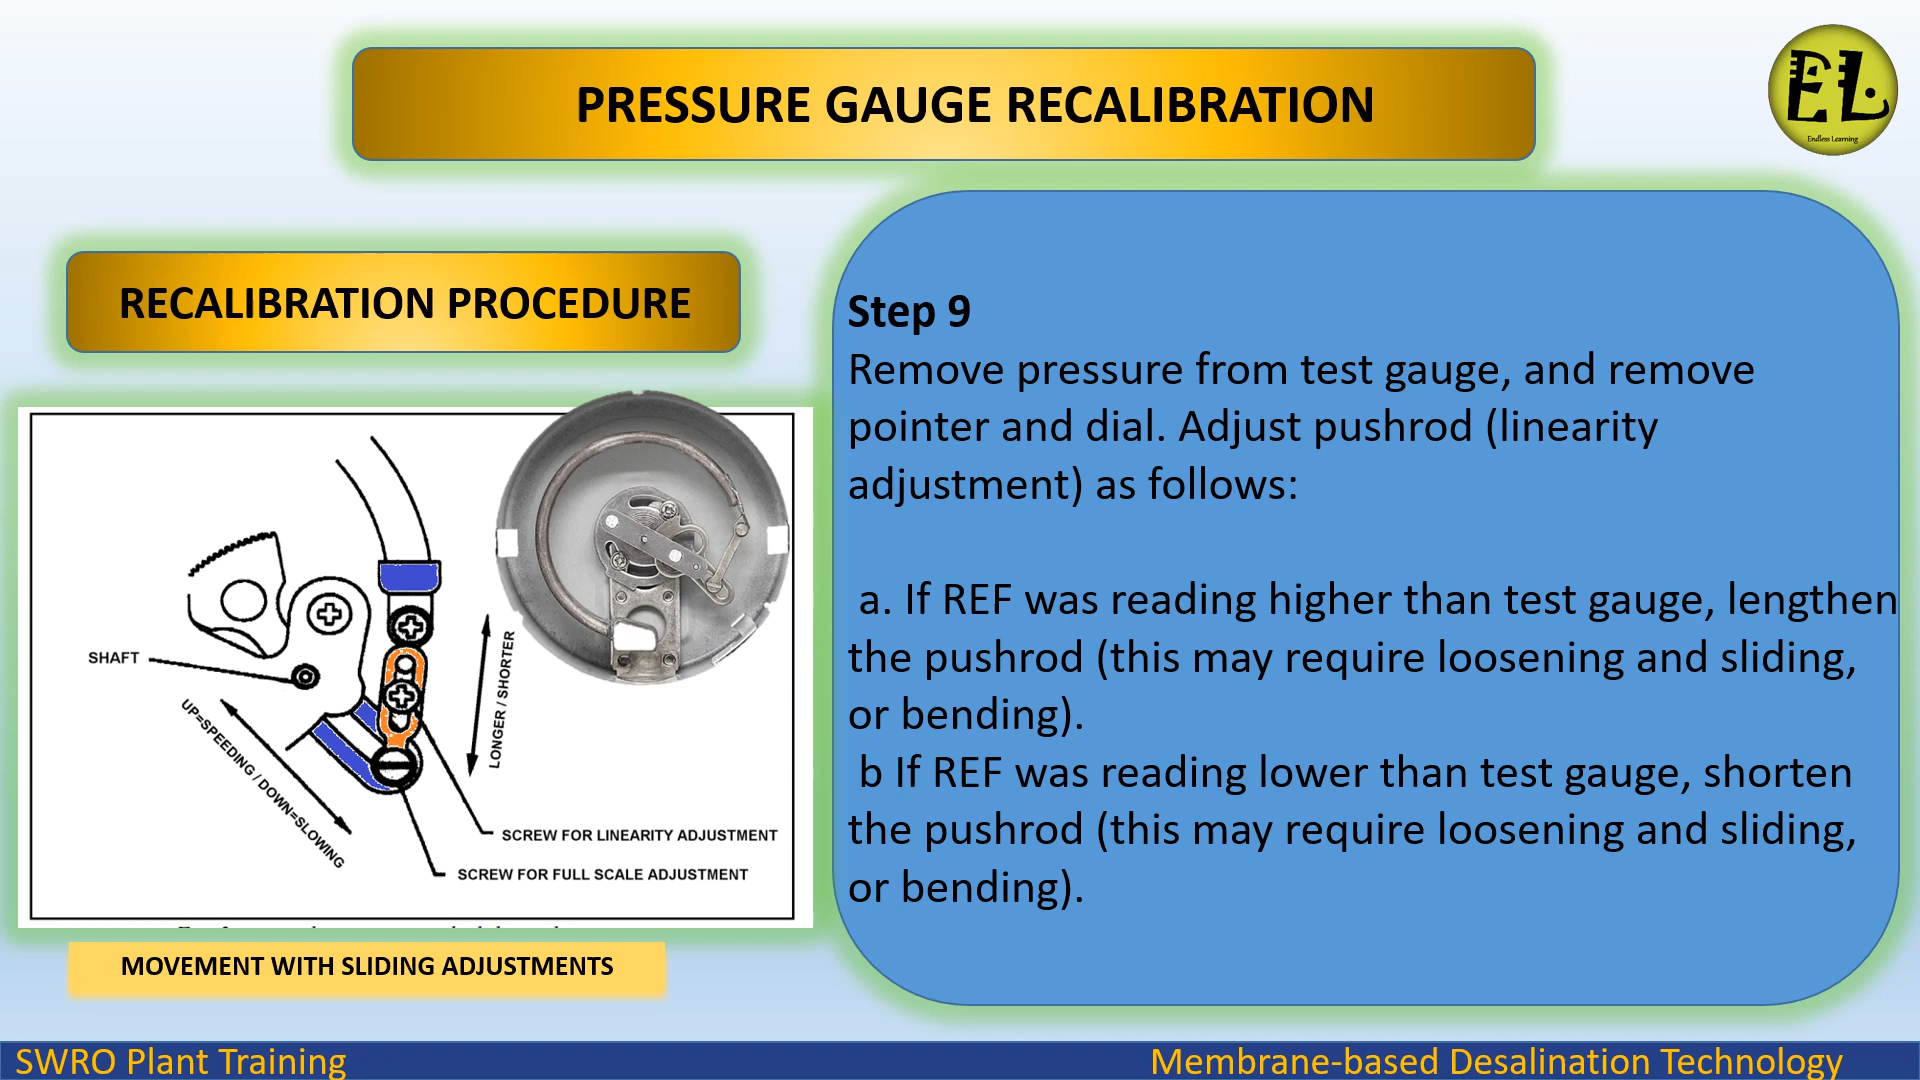 PRESSURE GAUGE RECALIBRATION
EL
Endless Learning
RECALIBRATION PROCEDURE
SHAFT
UP=SPEEDING / DOWN=SLOWING
LONGER / SHORTER
SCREW FOR LINEARITY ADJUSTMENT
SCREW FOR FULL SCALE ADJUSTMENT
MOVEMENT WITH SLIDING ADJUSTMENTS
Step 9
Remove pressure from test gauge, and remove
pointer and dial. Adjust pushrod (linearity
adjustment) as follows:
a. If REF was reading higher than test gauge, lengthen
the pushrod (this may require loosening and sliding,
or bending).
b If REF was reading lower than test gauge, shorten
the pushrod (this may require loosening and sliding,
or bending).
SWRO Plant Training
Membrane-based Desalination Technology